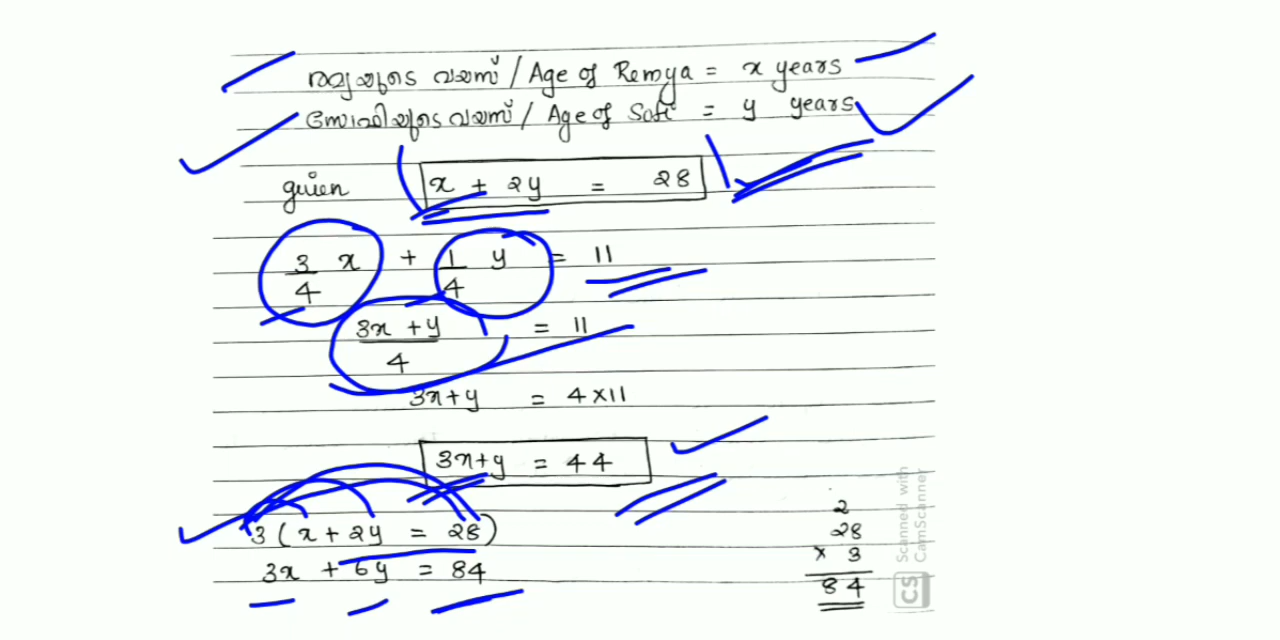 രമ്യയുടെ വയസ് / Age of Remya = x years
സോഫിയുടെ വയസ് / Age of Sofi = y years
given x + 2y = 28
3/4 x + 1/4 y = 11
3x + y / 4 = 11
3x+y = 4 x 11
3x+y = 44
3 ( x + 2y = 28 )
3x + 6y = 84
2
28
x 3
84
CS Scanned with CamScanner